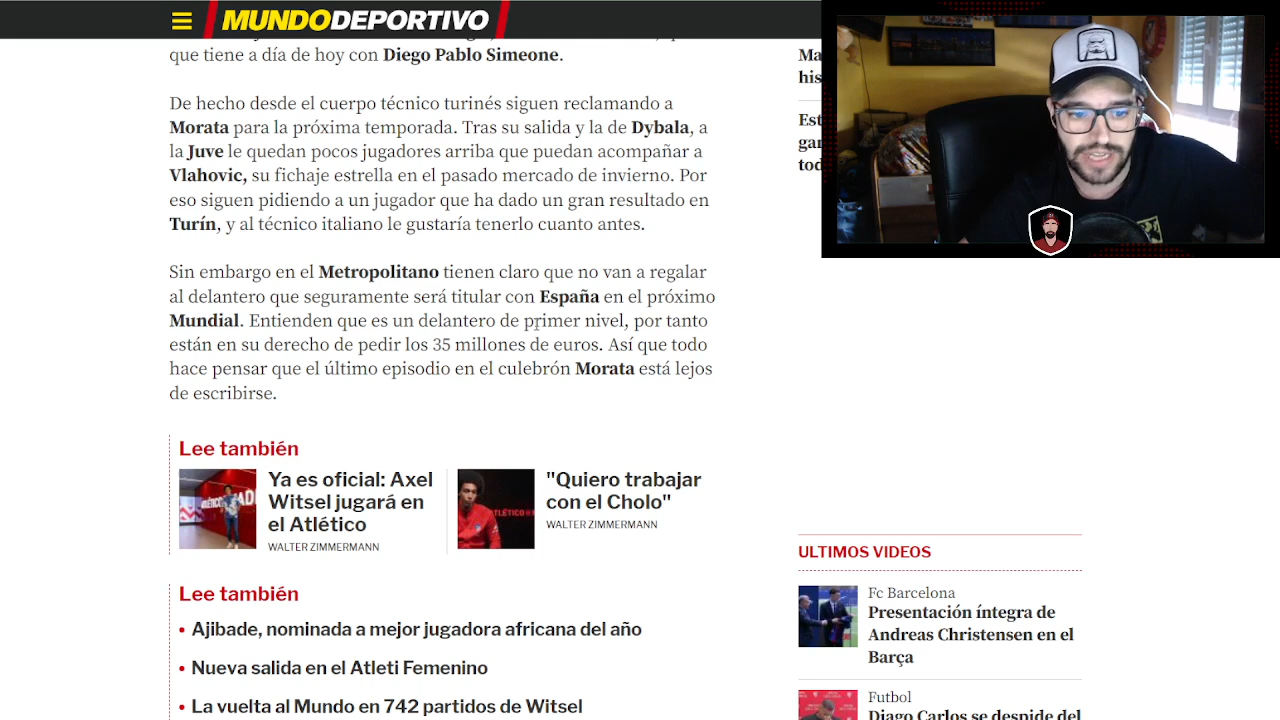 MUNDODEPORTIVO
que tiene a día de hoy con Diego Pablo Simeone.
De hecho desde el cuerpo técnico turinés siguen reclamando a
Morata para la próxima temporada. Tras su salida y la de Dybala, a
la Juve le quedan pocos jugadores arriba que puedan acompañar a
Vlahovic, su fichaje estrella en el pasado mercado de invierno. Por
eso siguen pidiendo a un jugador que ha dado un gran resultado en
Turín, y al técnico italiano le gustaría tenerlo cuanto antes.
Sin embargo en el Metropolitano tienen claro que no van a regalar
al delantero que seguramente será titular con España en el próximo
Mundial. Entienden que es un delantero de primer nivel, por tanto
están en su derecho de pedir los 35 millones de euros. Así que todo
hace pensar que el último episodio en el culebrón Morata está lejos
de escribirse.
Lee también
Ya es oficial: Axel
Witsel jugará en
el Atlético
WALTER ZIMMERMANN
"Quiero trabajar
con el Cholo"
WALTER ZIMMERMANN
Lee también
• Ajibade, nominada a mejor jugadora africana del año
• Nueva salida en el Atleti Femenino
• La vuelta al Mundo en 742 partidos de Witsel
Ma
his
Est
gar
tod
ULTIMOS VIDEOS
Fc Barcelona
Presentación íntegra de
Andreas Christensen en el
Barça
Futbol
Diago Carlos se despide del